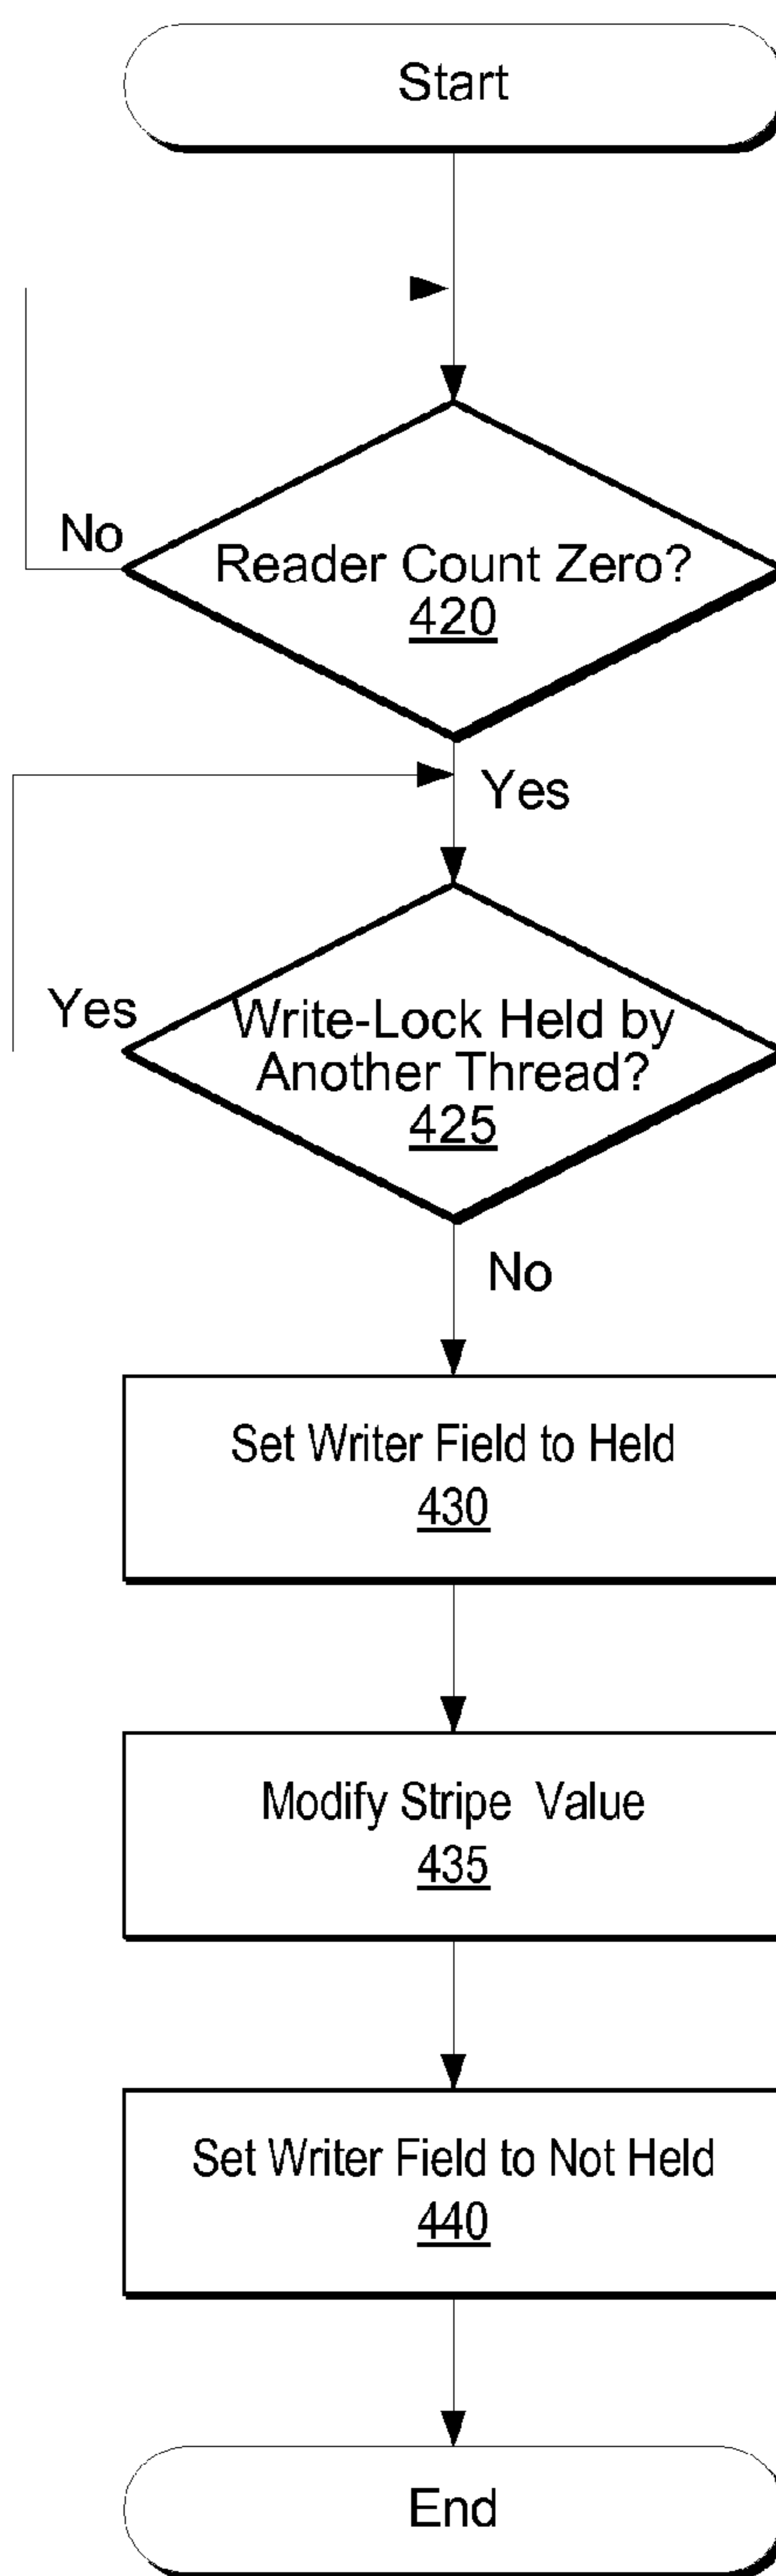 Start
No
Reader Count Zero?
420
Yes
Yes
Write-Lock Held by
Another Thread?
425
No
Set Writer Field to Held
430
Modify Stripe Value
435
Set Writer Field to Not Held
440
End